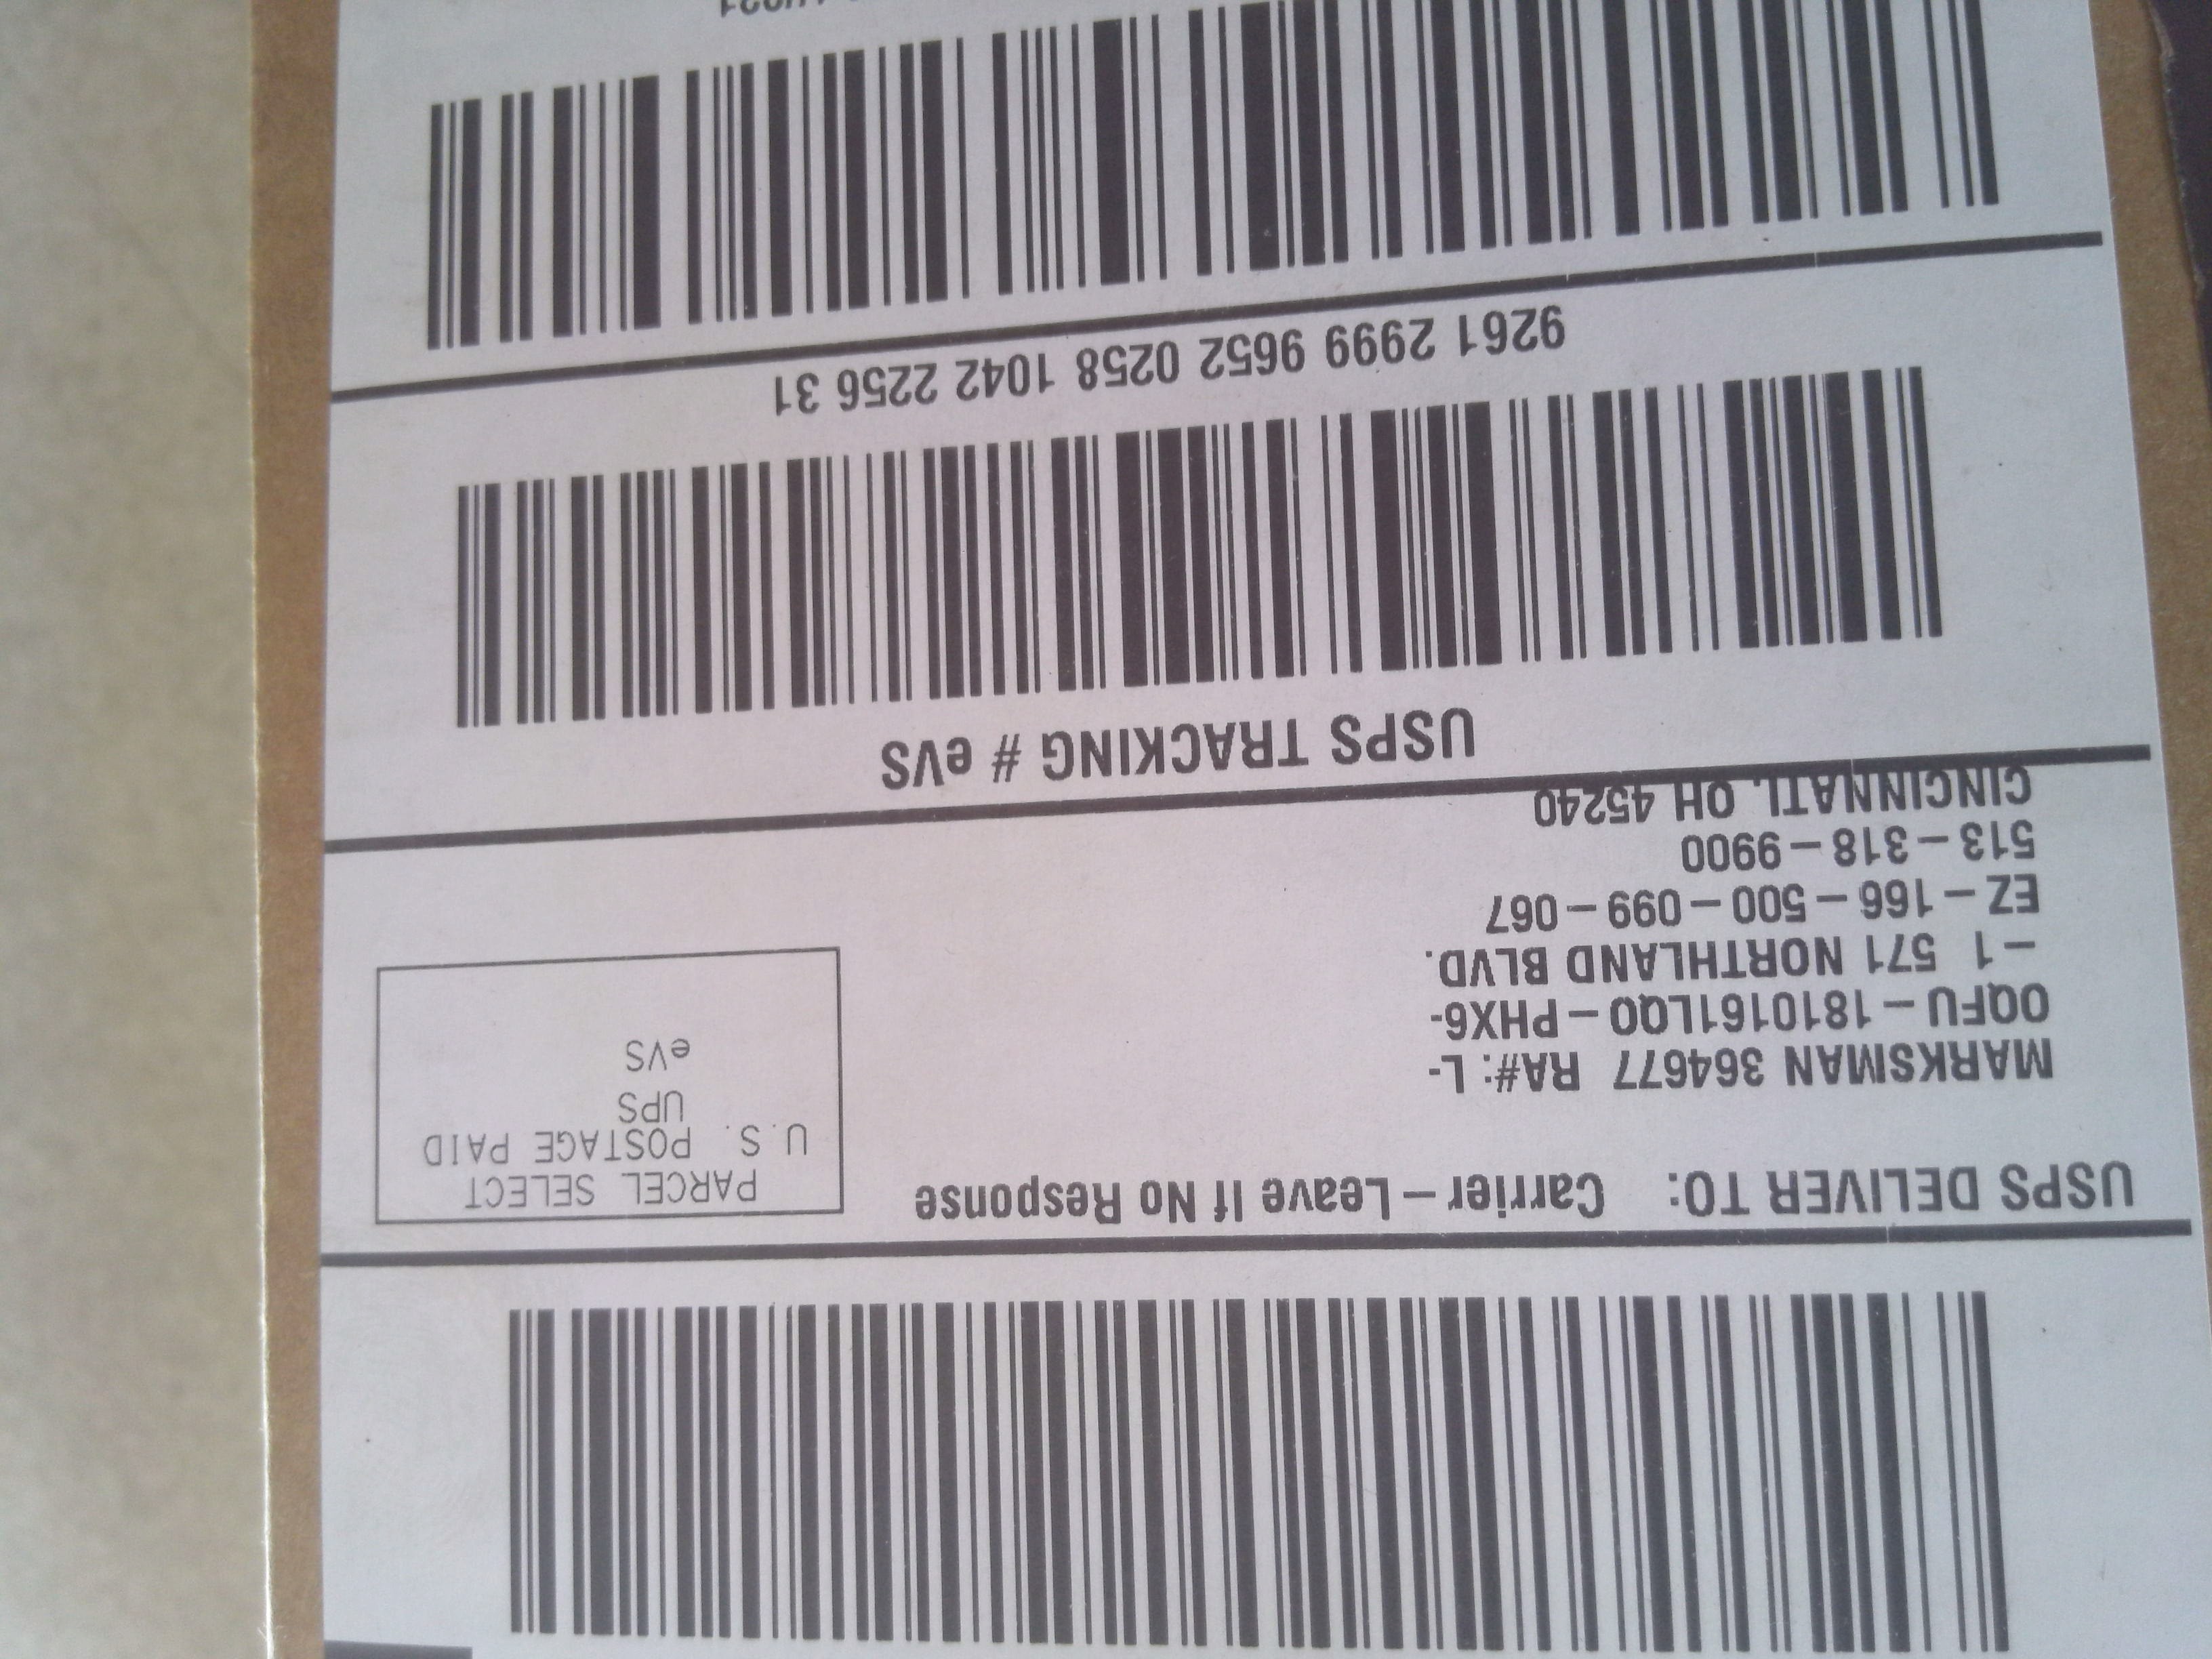 USPS DELIVER TO: Carrier – Leave If No Response
PARCEL SELECT
U.S. POSTAGE PAID
UPS
eVS
MARKSMAN 364677 RA#: L-
OQFU – 1810161LQ0 – PHX6-
– 1 571 NORTHLAND BLVD.
EZ – 166 – 500 – 099 – 067
513 – 318 – 9900
CINCINNATI, OH 45240
USPS TRACKING # eVS
9261 2999 9652 0258 1042 2256 31